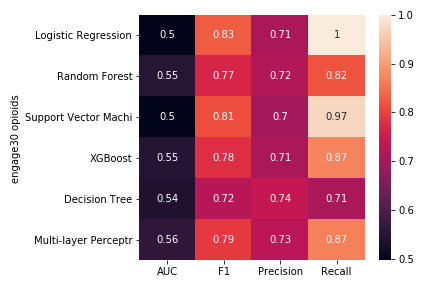 engage30 opioids
Logistic Regression 0.5 0.83 0.71 1
Random Forest 0.55 0.77 0.72 0.82
Support Vector Machi 0.5 0.81 0.7 0.97
XGBoost 0.55 0.78 0.71 0.87
Decision Tree 0.54 0.72 0.74 0.71
Multi-layer Perceptr 0.56 0.79 0.73 0.87
AUC F1 Precision Recall
1.0
0.9
0.8
0.7
0.6
0.5